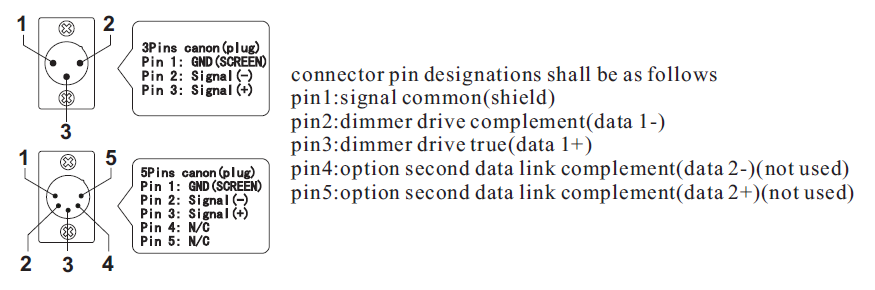 1 2
3Pins canon(plug)
Pin 1: GND(SCREEN)
Pin 2: Signal(-)
Pin 3: Signal(+)
3
1 5
5Pins canon(plug)
Pin 1: GND(SCREEN)
Pin 2: Signal(-)
Pin 3: Signal(+)
Pin 4: N/C
Pin 5: N/C
2 3 4
connector pin designations shall be as follows
pin1:signal common(shield)
pin2:dimmer drive complement(data 1-)
pin3:dimmer drive true(data 1+)
pin4:option second data link complement(data 2-)(not used)
pin5:option second data link complement(data 2+)(not used)